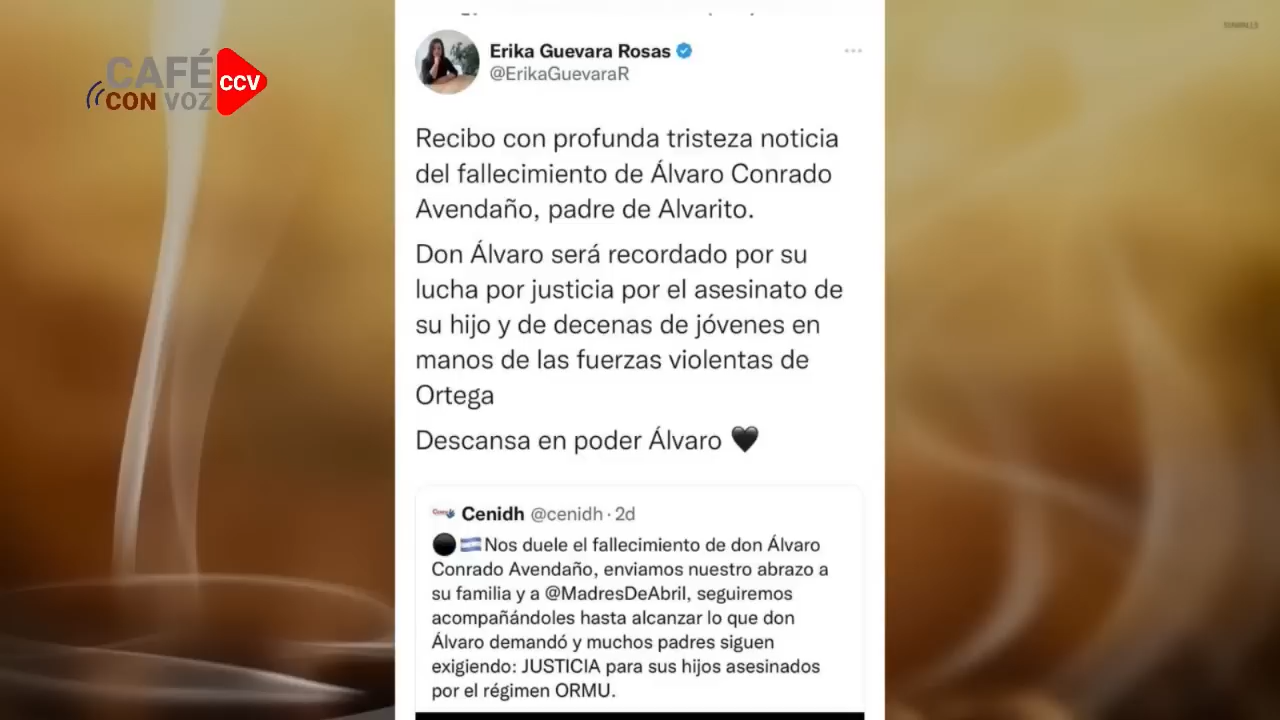 CAFÉ
CON VOZ
CCV
Erika Guevara Rosas
@ErikaGuevaraR
Recibo con profunda tristeza noticia
del fallecimiento de Álvaro Conrado
Avendaño, padre de Alvarito.
Don Álvaro será recordado por su
lucha por justicia por el asesinato de
su hijo y de decenas de jóvenes en
manos de las fuerzas violentas de
Ortega
Descansa en poder Álvaro 🖤
Cenidh @cenidh · 2d
⚫🇳🇮Nos duele el fallecimiento de don Álvaro
Conrado Avendaño, enviamos nuestro abrazo a
su familia y a @MadresDeAbril, seguiremos
acompañándoles hasta alcanzar lo que don
Álvaro demandó y muchos padres siguen
exigiendo: JUSTICIA para sus hijos asesinados
por el régimen ORMU.